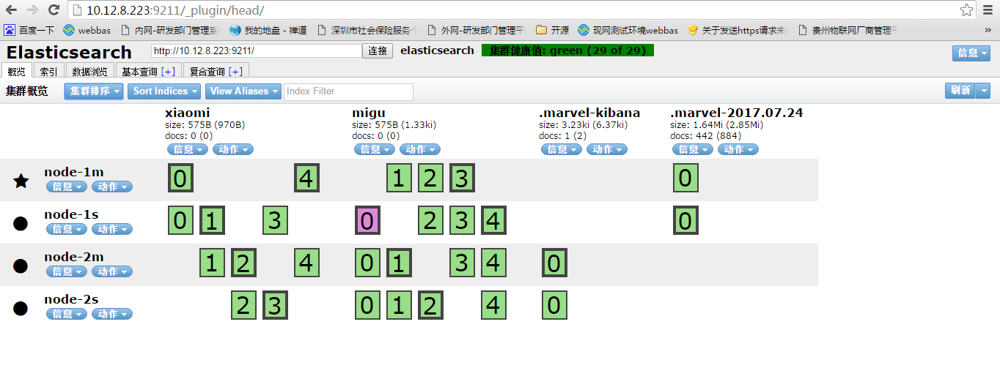 10.12.8.223:9211/_plugin/head/
百度一下 webbas 内网-研发部门管理系 我的地盘 - 禅道 深圳市社会保险服务个 外网-研发部门管理平 开源 现网测试环境webbas 关于发送https请求未 贵州物联网厂商管理平 »
Elasticsearch http://10.12.8.223:9211/ 连接 elasticsearch 集群健康值: green (29 of 29) 信息
概览 索引 数据浏览 基本查询 [+] 复合查询 [+]
集群概览 集群排序 Sort Indices View Aliases Index Filter 刷新
xiaomi migu .marvel-kibana .marvel-2017.07.24
size: 575B (970B) size: 575B (1.33ki) size: 3.23ki (6.37ki) size: 1.64Mi (2.85Mi)
docs: 0 (0) docs: 0 (0) docs: 1 (2) docs: 442 (884)
信息 动作 信息 动作 信息 动作 信息 动作
node-1m 0 4 1 2 3 0
信息 动作
node-1s 0 1 3 0 2 3 4 0
信息 动作
node-2m 1 2 4 0 1 3 4 0
信息 动作
node-2s 2 3 0 1 2 4 0
信息 动作